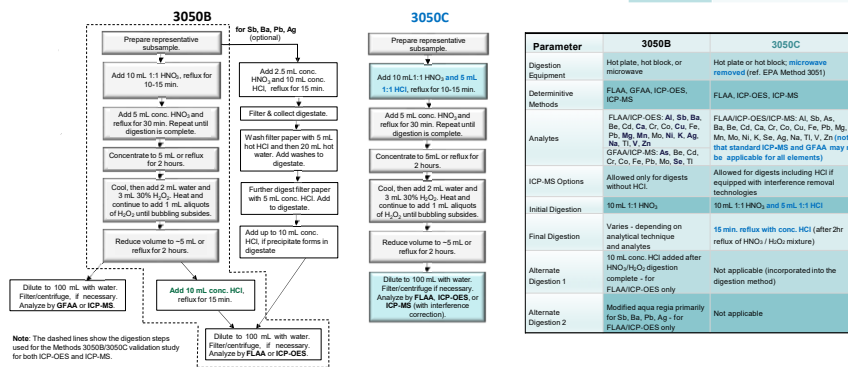 3050B
for Sb, Ba, Pb, Ag
(optional)
Prepare representative
subsample.
Add 10 mL 1:1 HNO3, reflux for
10-15 min.
Add 5 mL conc. HNO3 and
reflux for 30 min. Repeat until
digestion is complete.
Concentrate to 5 mL or reflux
for 2 hours.
Cool, then add 2 mL water and
3 mL 30% H2O2. Heat and
continue to add 1 mL aliquots
of H2O2 until bubbling subsides.
Reduce volume to ~5 mL or
reflux for 2 hours.
Dilute to 100 mL with water.
Filter/centrifuge, if necessary.
Analyze by GFAA or ICP-MS.
Add 10 mL conc. HCl,
reflux for 15 min.
Add 2.5 mL conc.
HNO3 and 10 mL conc.
HCl, reflux for 15 min.
Filter & collect digestate.
Wash filter paper with 5 mL
hot HCl and then 20 mL hot
water. Add washes to
digestate.
Further digest filter paper
with 5 mL conc. HCl. Add
to digestate.
Add up to 10 mL conc.
HCl, if precipitate forms in
digestate
Dilute to 100 mL with water.
Filter/centrifuge, if necessary.
Analyze by FLAA or ICP-OES.
Note: The dashed lines show the digestion steps
used for the Methods 3050B/3050C validation study
for both ICP-OES and ICP-MS.
3050C
Prepare representative
subsample.
Add 10 mL1:1 HNO3 and 5 mL
1:1 HCl, reflux for 10-15 min.
Add 5 mL conc. HNO3 and
reflux for 30 min. Repeat until
digestion is complete.
Concentrate to 5mL or reflux
for 2 hours.
Cool, then add 2 mL water and
3 mL 30% H2O2. Heat and
continue to add 1 mL aliquots
of H2O2 until bubbling subsides.
Reduce volume to ~5 mL or
reflux for 2 hours.
Dilute to 100 mL with water.
Filter/centrifuge if necessary.
Analyze by FLAA, ICP-OES, or
ICP-MS (with interference
correction).
Parameter 3050B 3050C
Digestion
Equipment
Hot plate, hot block, or
microwave
Hot plate or hot block; microwave
removed (ref. EPA Method 3051)
Determinitive
Methods
FLAA, GFAA, ICP-OES,
ICP-MS
FLAA, ICP-OES, ICP-MS
Analytes
FLAA/ICP-OES: Al, Sb, Ba,
Be, Cd, Ca, Cr, Co, Cu, Fe,
Pb, Mg, Mn, Mo, Ni, K, Ag,
Na, Tl, V, Zn
GFAA/ICP-MS: As, Be, Cd,
Cr, Co, Fe, Pb, Mo, Se, Tl
FLAA/ICP-OES/ICP-MS: Al, Sb, As,
Ba, Be, Cd, Ca, Cr, Co, Cu, Fe, Pb, Mg,
Mn, Mo, Ni, K, Se, Ag, Na, Tl, V, Zn (not
that standard ICP-MS and GFAA may n
be applicable for all elements)
ICP-MS Options
Allowed only for digests
without HCl.
Allowed for digests including HCl if
equipped with interference removal
technologies
Initial Digestion
10 mL 1:1 HNO3
10 mL 1:1 HNO3 and 5 mL 1:1 HCl
Final Digestion
Varies - depending on
analytical technique
and analytes
15 min. reflux with conc. HCl (after 2hr
reflux of HNO3 / H2O2 mixture)
Alternate
Digestion 1
10 mL conc. HCl added after
HNO3/H2O2 digestion
complete - for
FLAA/ICP-OES only
Not applicable (incorporated into the
digestion method)
Alternate
Digestion 2
Modified aqua regia primarily
for Sb, Ba, Pb, Ag - for
FLAA/ICP-OES only
Not applicable